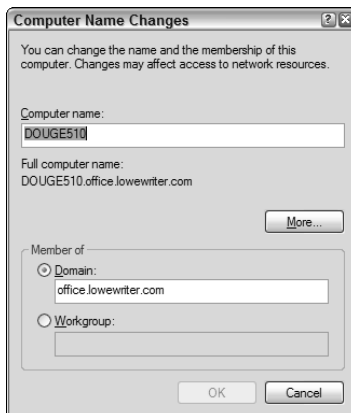 Computer Name Changes
You can change the name and the membership of this
computer. Changes may affect access to network resources.
Computer name:
DOUGE510
Full computer name:
DOUGE510.office.lowewriter.com
More...
Member of
Domain:
office.lowewriter.com
Workgroup:
OK Cancel